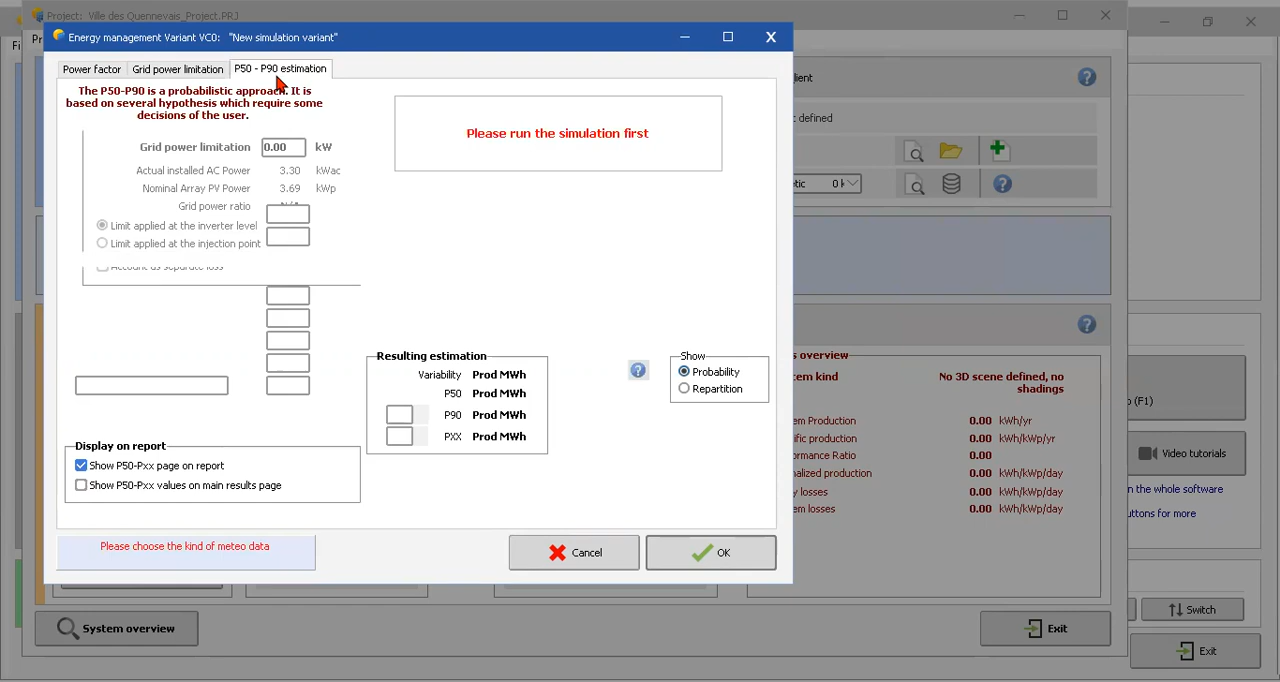 Project: Ville des Quennevais_Project.PRJ
Energy management Variant VC0: "New simulation variant"
Power factor
Grid power limitation
P50 - P90 estimation
The P50-P90 is a probabilistic approach. It is
based on several hypothesis which require some
decisions of the user.
Grid power limitation 0.00 kW
Actual installed AC Power 3.30 kWac
Nominal Array PV Power 3.69 kWp
Grid power ratio
Limit applied at the inverter level
Limit applied at the injection point
Account as separate loss
Please run the simulation first
Resulting estimation
Variability Prod MWh
P50 Prod MWh
P90 Prod MWh
PXX Prod MWh
Show
Probability
Repartition
Display on report
Show P50-Pxx page on report
Show P50-Pxx values on main results page
Please choose the kind of meteo data
Cancel
OK
lient
defined
tic 0
s overview
em kind No 3D scene defined, no
shadings
em Production 0.00 kWh/yr
ific production 0.00 kWh/kWp/yr
ormance Ratio 0.00
nalized production 0.00 kWh/kWp/day
y losses 0.00 kWh/kWp/day
em losses 0.00 kWh/kWp/day
p (F1)
Video tutorials
n the whole software
uttons for more
Switch
System overview
Exit
Exit